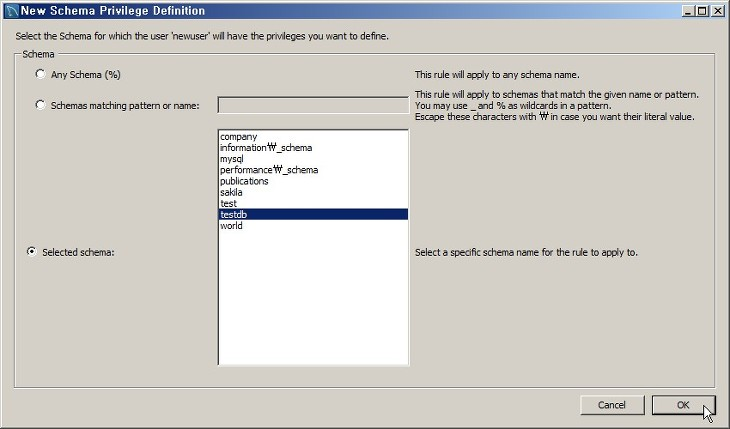 New Schema Privilege Definition
Select the Schema for which the user 'newuser' will have the privileges you want to define.
Schema
Any Schema (%)
This rule will apply to any schema name.
Schemas matching pattern or name:
This rule will apply to schemas that match the given name or pattern.
You may use _ and % as wildcards in a pattern.
Escape these characters with ₩ in case you want their literal value.
company
information₩_schema
mysql
performance₩_schema
publications
sakila
test
testdb
world
Selected schema:
Select a specific schema name for the rule to apply to.
Cancel
OK